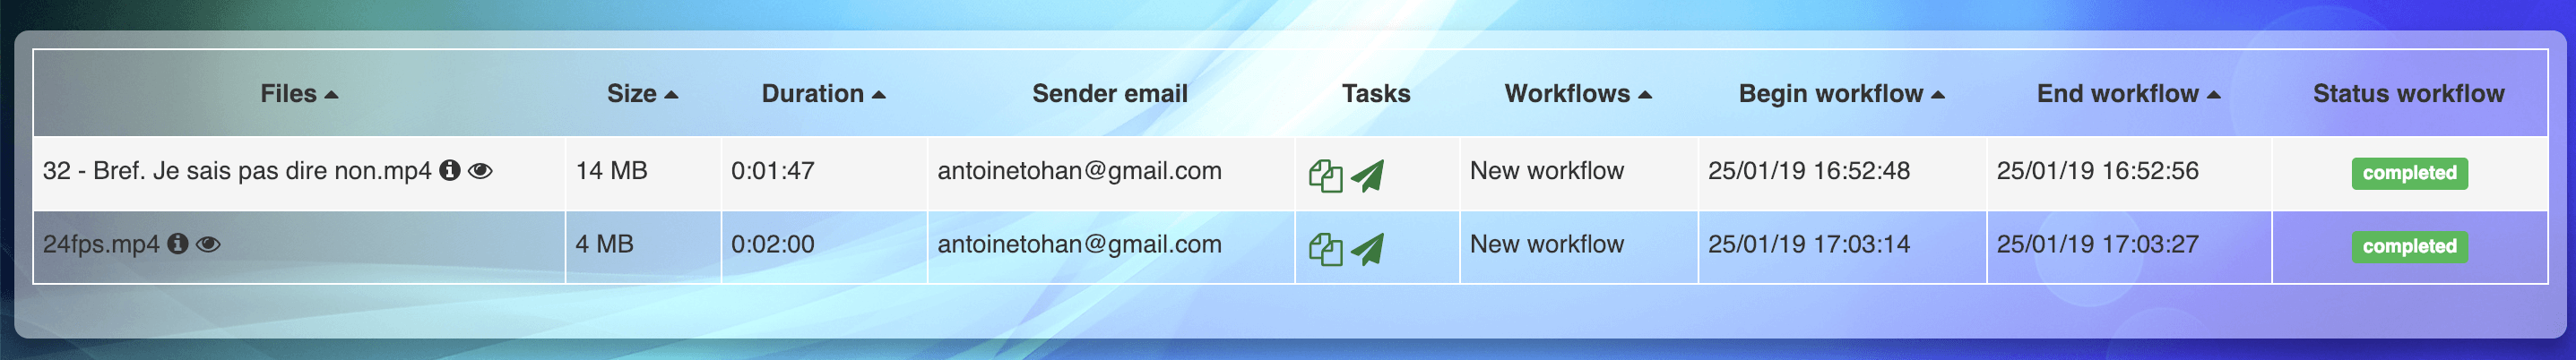 Files Size Duration Sender email Tasks Workflows Begin workflow End workflow Status workflow
32 - Bref. Je sais pas dire non.mp4 14 MB 0:01:47 antoinetohan@gmail.com New workflow 25/01/19 16:52:48 25/01/19 16:52:56 completed
24fps.mp4 4 MB 0:02:00 antoinetohan@gmail.com New workflow 25/01/19 17:03:14 25/01/19 17:03:27 completed